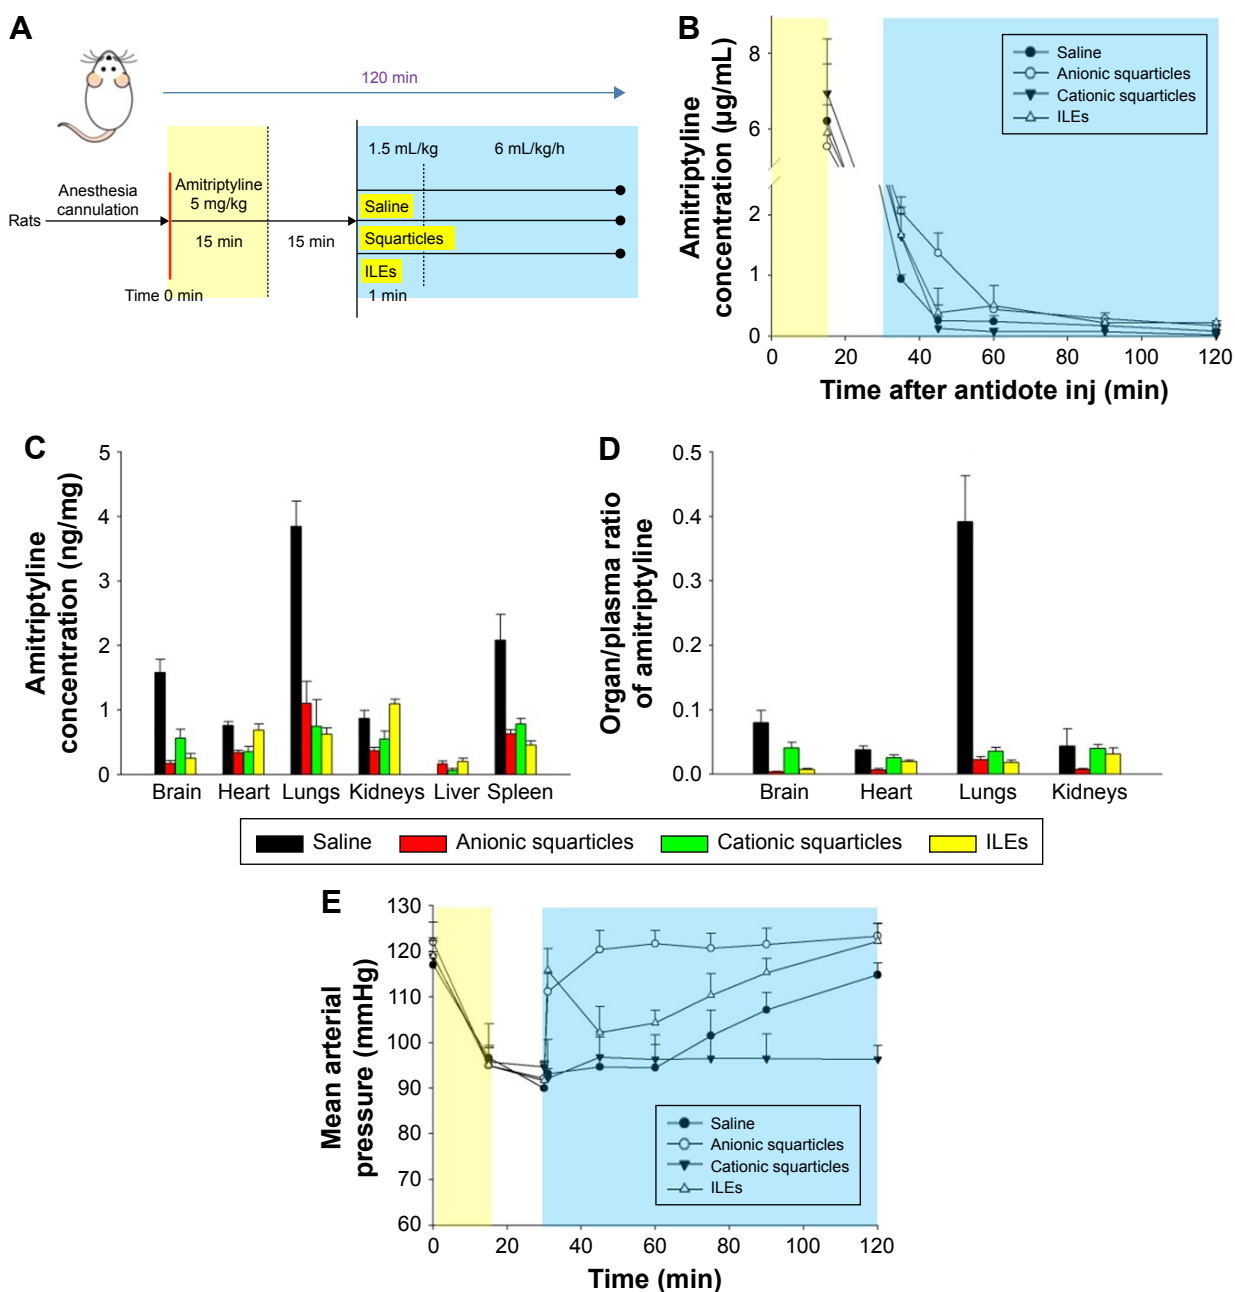 A
120 min
1.5 mL/kg
6 mL/kg/h
Anesthesia
cannulation
Amitriptyline
5 mg/kg
Saline
Rats
15 min
15 min
Squarticles
ILEs
Time 0 min
1 min
B
Amitriptyline
concentration (µg/mL)
8
6
2
1
0
Saline
Anionic squarticles
Cationic squarticles
ILEs
0 20 40 60 80 100 120
Time after antidote inj (min)
C
Amitriptyline
concentration (ng/mg)
5
4
3
2
1
0
Brain Heart Lungs Kidneys Liver Spleen
D
Organ/plasma ratio
of amitriptyline
0.5
0.4
0.3
0.2
0.1
0.0
Brain Heart Lungs Kidneys
Saline Anionic squarticles Cationic squarticles ILEs
E
Mean arterial
pressure (mmHg)
130
120
110
100
90
80
70
60
Saline
Anionic squarticles
Cationic squarticles
ILEs
0 20 40 60 80 100 120
Time (min)